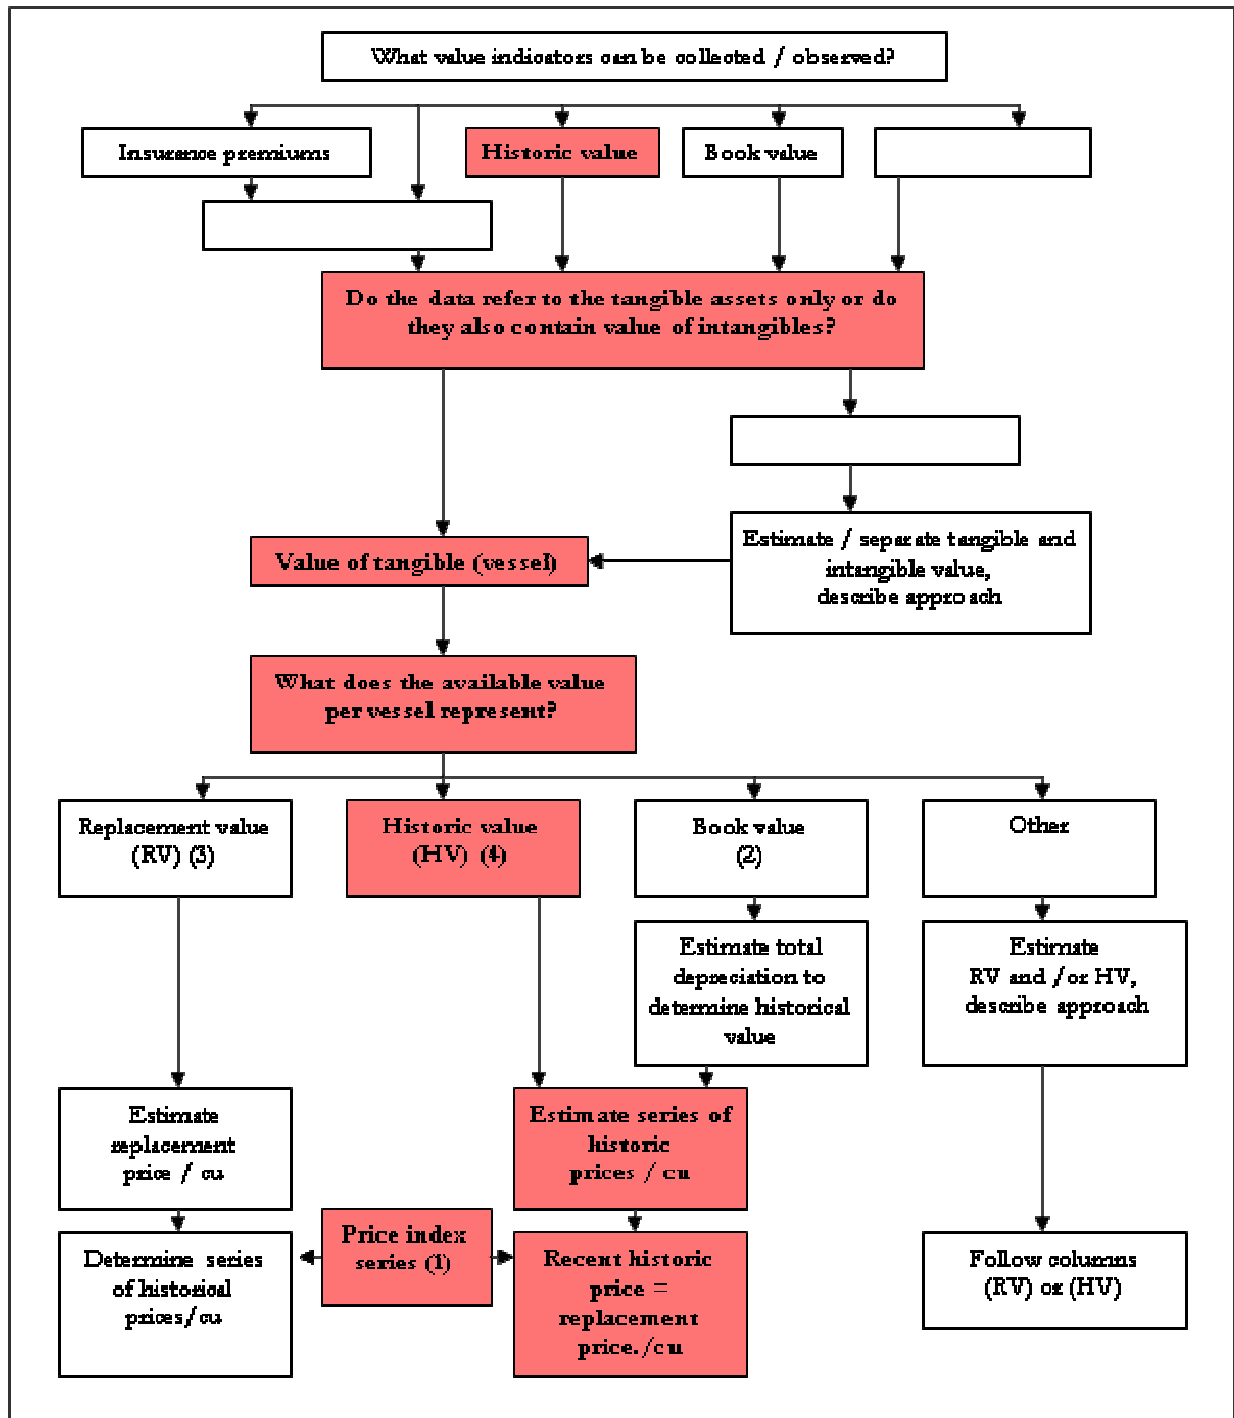 What value indicators can be collected / observed?
Insurance premiums
Historic value
Book value
Do the data refer to the tangible assets only or do
they also contain value of intangibles?
Estimate / separate tangible and
intangible value,
describe approach
Value of tangible (vessel)
What does the available value
per vessel represent?
Replacement value
(RV) (3)
Historic value
(HV) (4)
Book value
(2)
Other
Estimate total
depreciation to
determine historical
value
Estimate
RV and /or HV,
describe approach
Estimate
replacement
price / cu
Estimate series of
historic
prices / cu
Price index
series (1)
Determine series
of historical
prices/cu
Recent historic
price =
replacement
price./cu
Follow columns
(RV) or (HV)